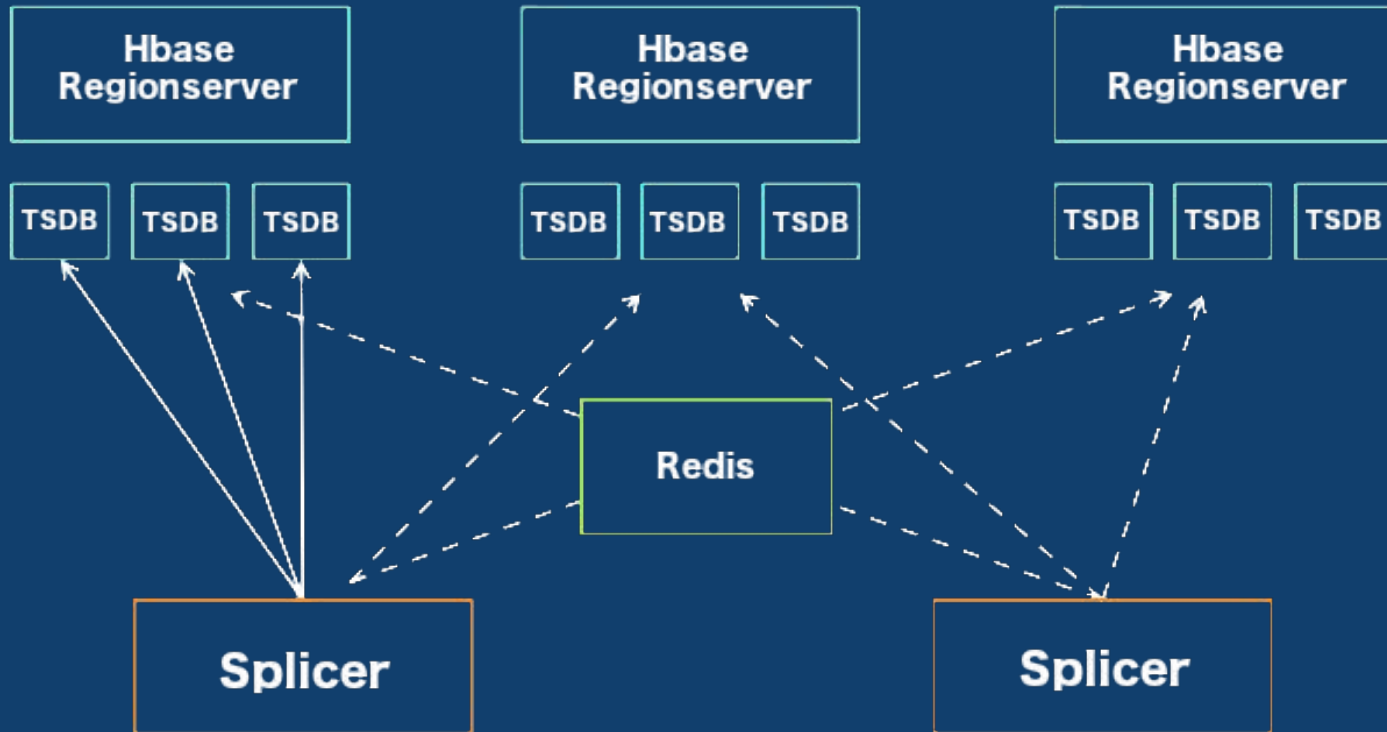 Hbase
Regionserver
Hbase
Regionserver
Hbase
Regionserver
TSDB
TSDB
TSDB
TSDB
TSDB
TSDB
TSDB
TSDB
TSDB
Redis
Splicer
Splicer